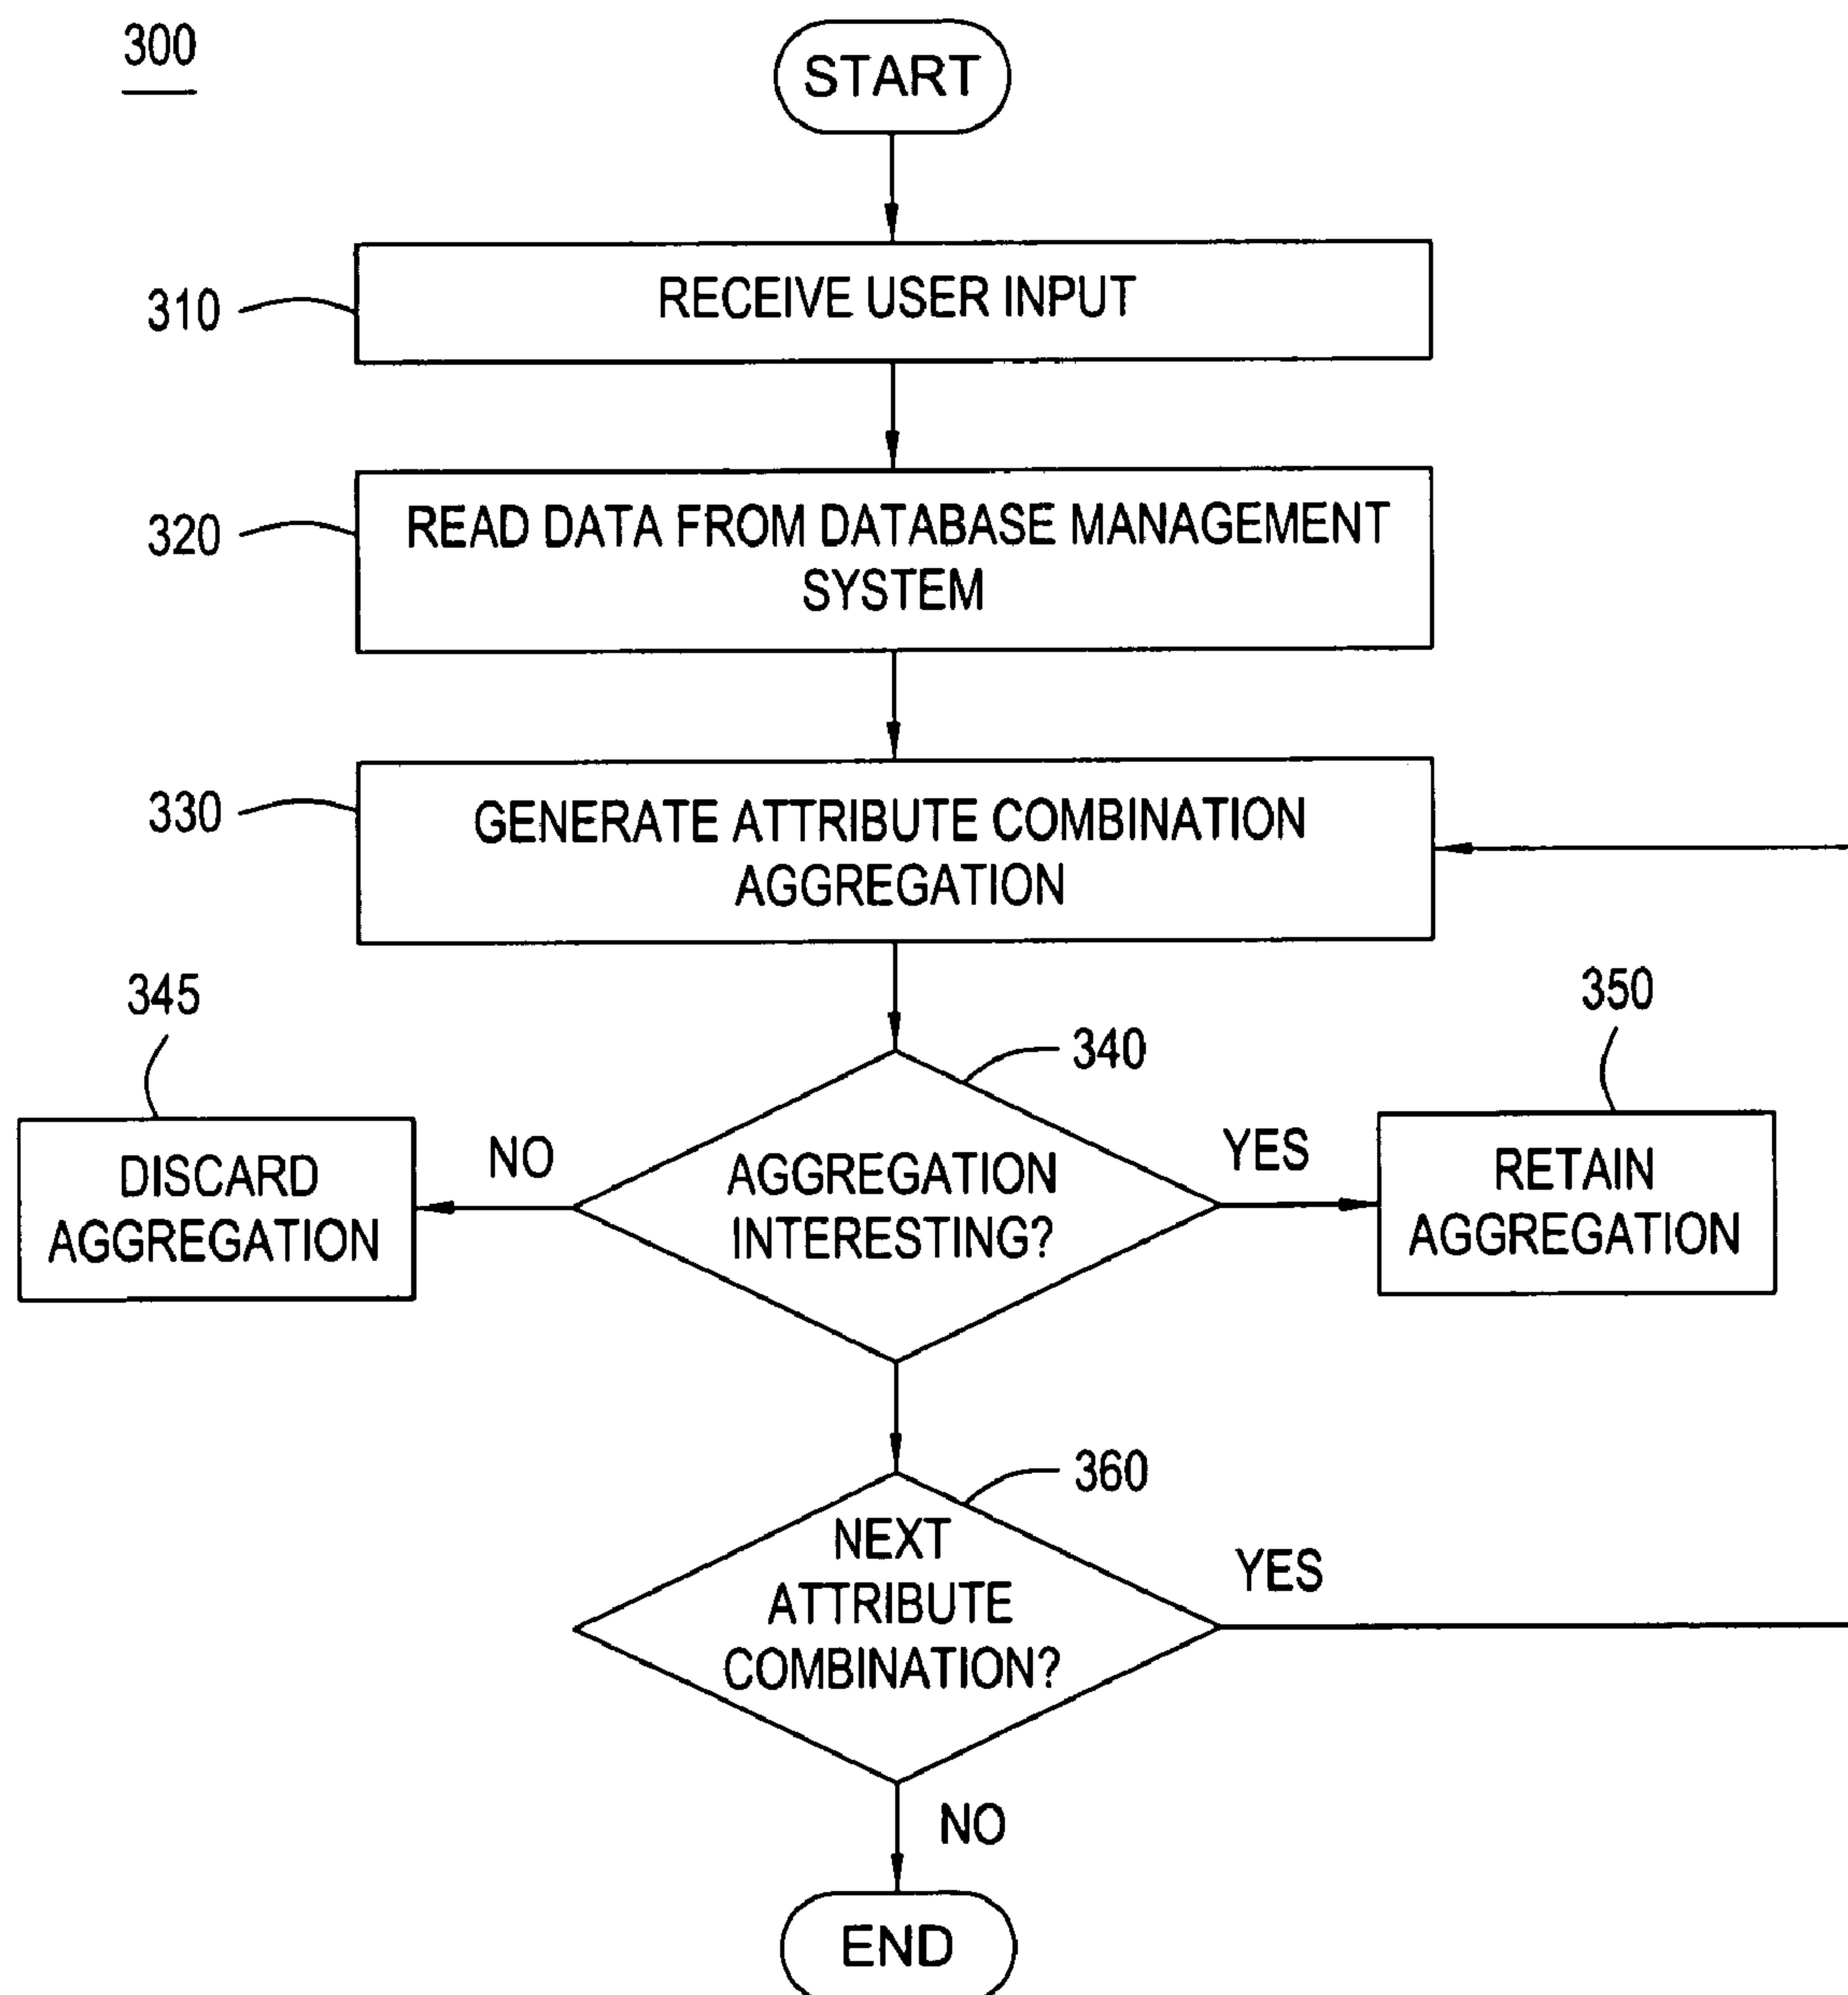 300
START
310
RECEIVE USER INPUT
320
READ DATA FROM DATABASE MANAGEMENT
SYSTEM
330
GENERATE ATTRIBUTE COMBINATION
AGGREGATION
345
350
340
DISCARD
AGGREGATION
NO
AGGREGATION
INTERESTING?
YES
RETAIN
AGGREGATION
360
NEXT
ATTRIBUTE
COMBINATION?
YES
NO
END